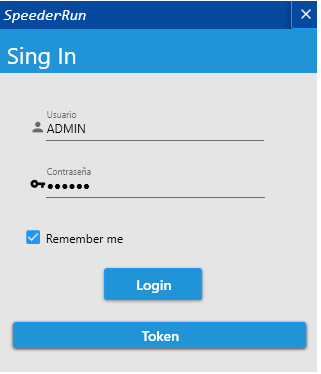 SpeederRun
Sing In
Usuario
ADMIN
Contraseña
●●●●●●
Remember me
Login
Token